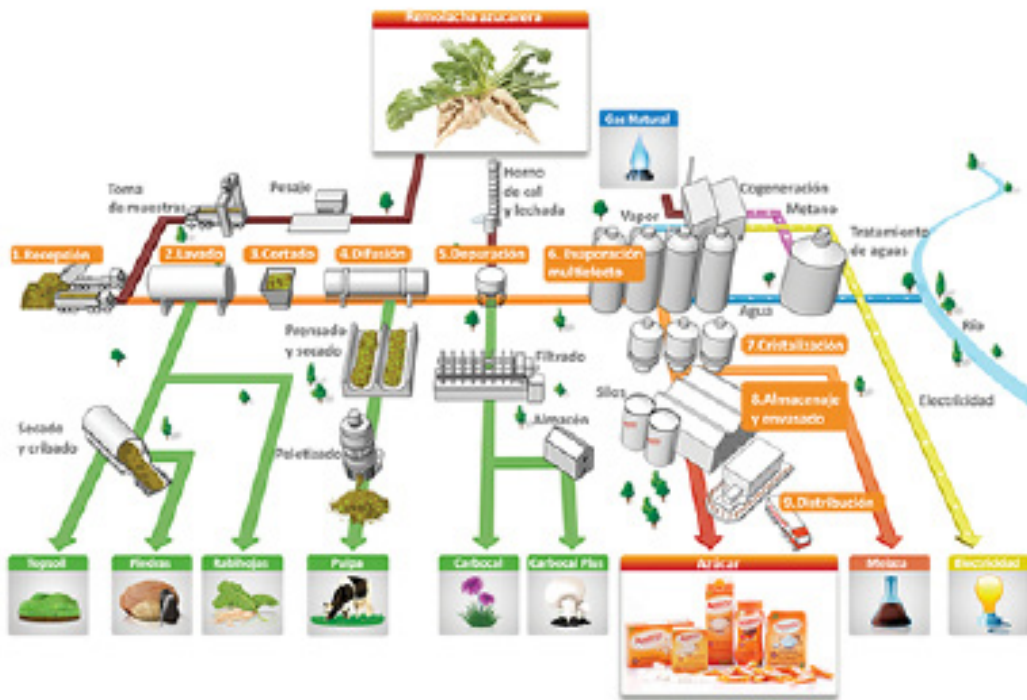 Remolacha azucarera
Gas Natural
Toma
de muestras
Pesaje
Horno
de cal
y lechada
Vapor
Cogeneración
Metano
Tratamiento
de aguas
1.Recepción
2.Lavado
3.Cortado
4.Difusión
5.Depuración
6. Evaporación
multiefecto
Agua
Río
Prensado
y secado
Filtrado
7.Cristalización
Silos
8.Almacenaje
y envasado
Electricidad
Secado
y cribado
Peletizado
Almacén
9.Distribución
Topsoil
Piedras
Rabihojas
Pulpa
Carbocal
Carbocal Plus
Azúcar
Melaza
Electricidad